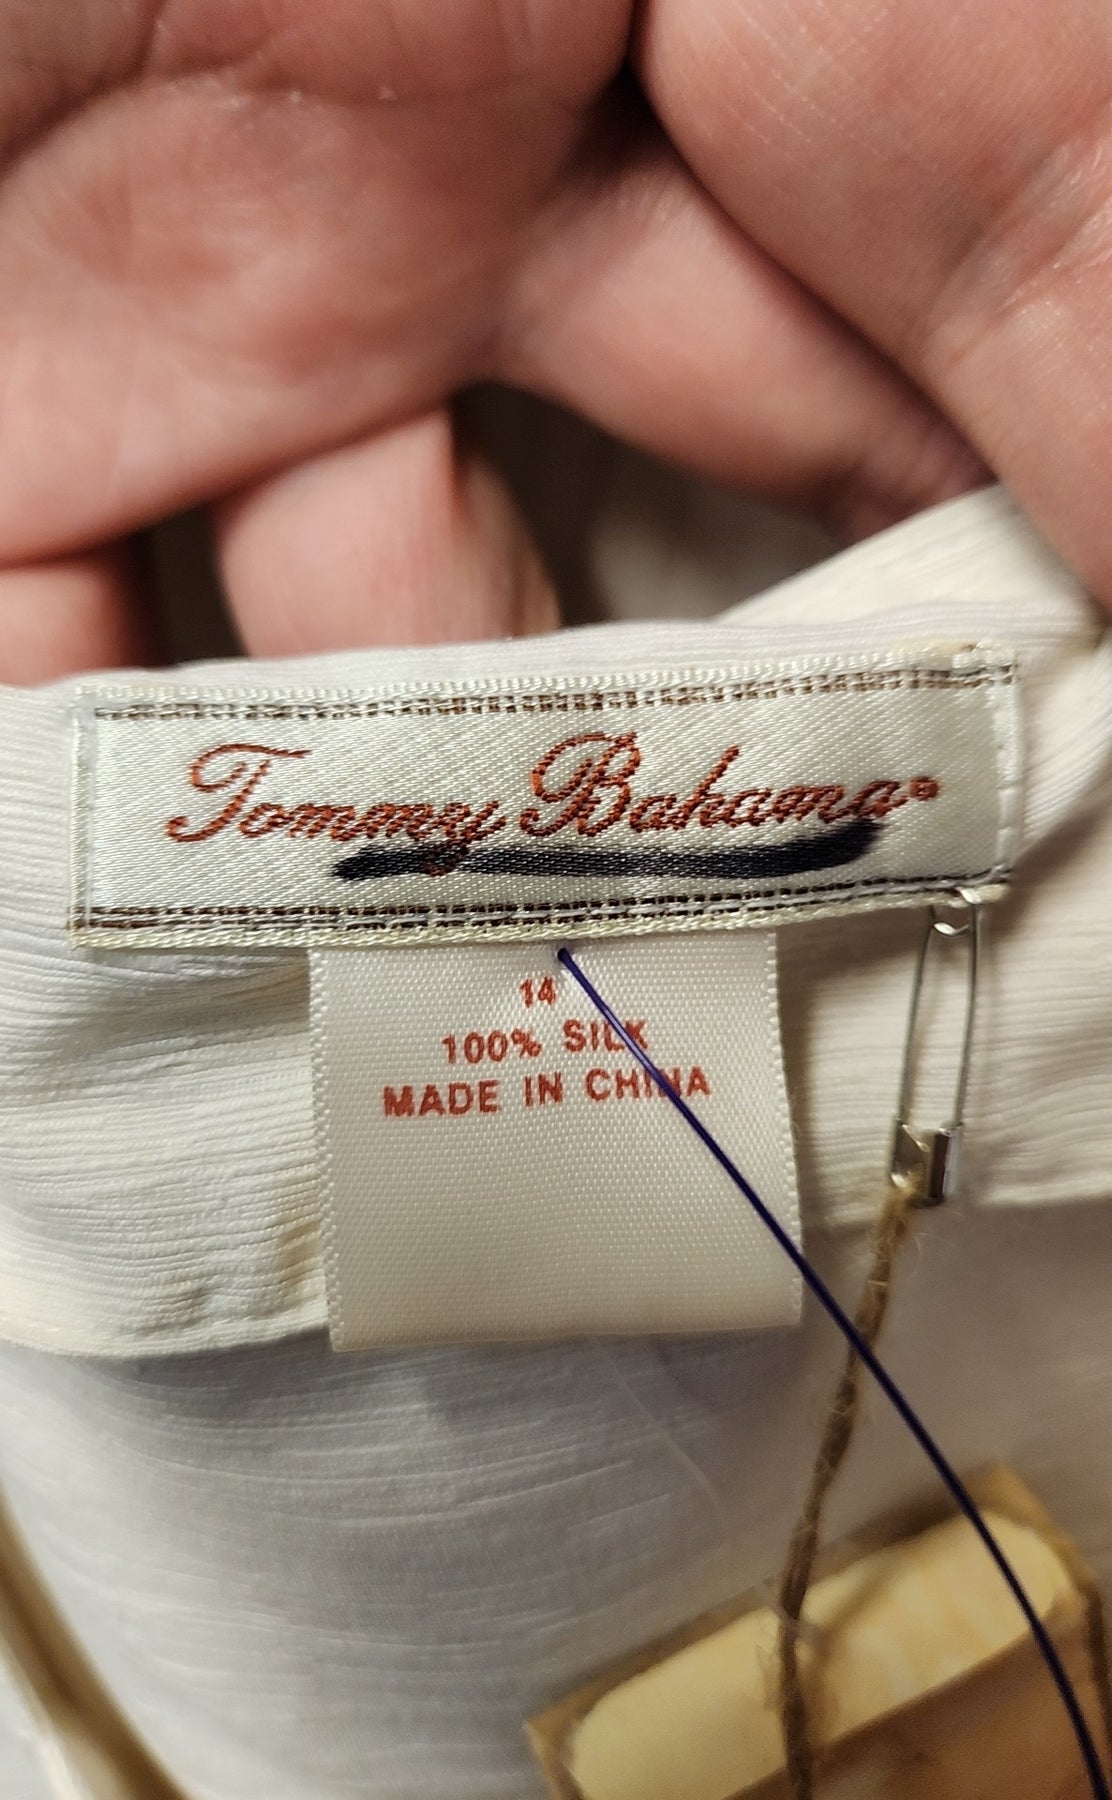 Tommy Bahama®
14
100% SILK
MADE IN CHINA